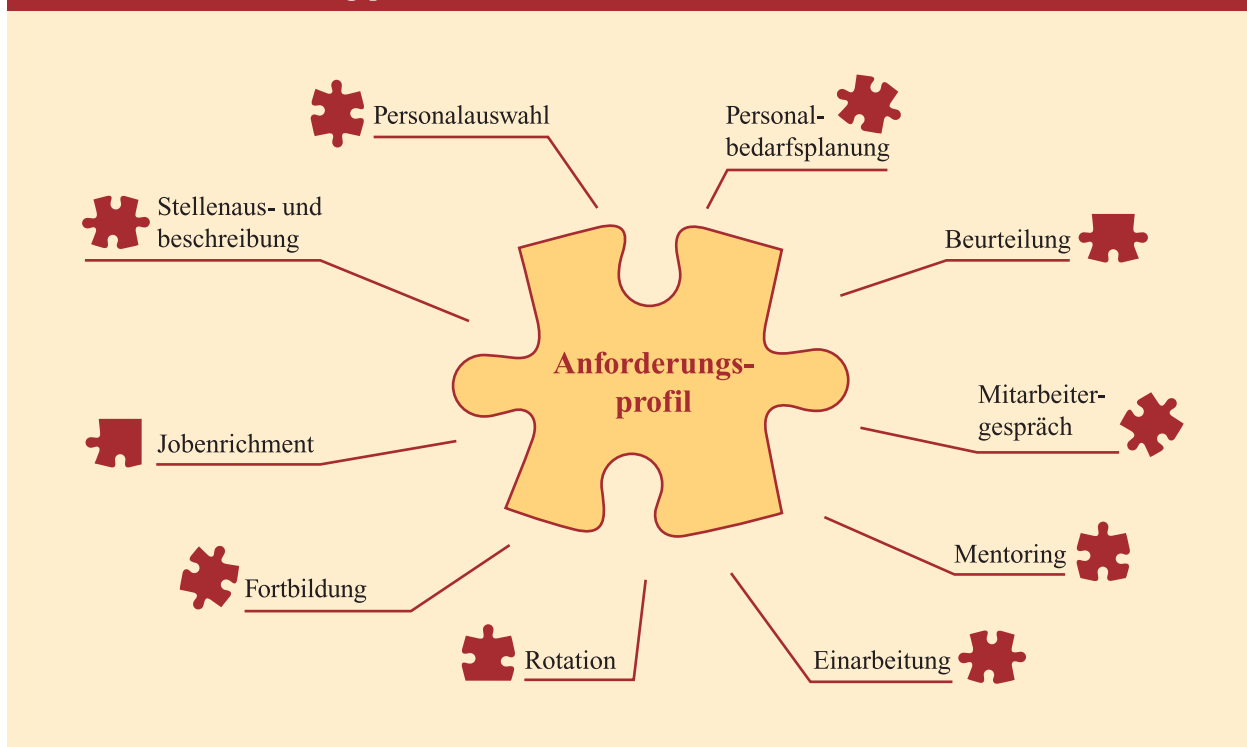 Personalauswahl
Personal-
bedarfsplanung
Stellenaus- und
beschreibung
Beurteilung
Anforderungs-
profil
Mitarbeiter-
gespräch
Jobenrichment
Mentoring
Fortbildung
Rotation
Einarbeitung